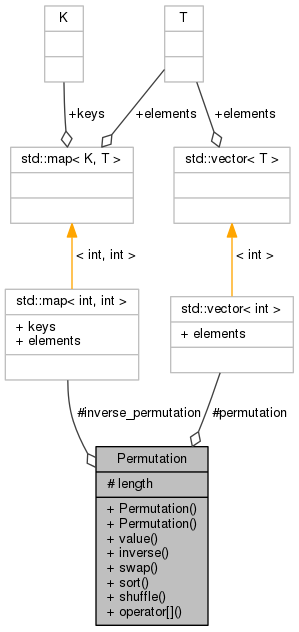 K
T
+keys
+elements
+elements
std::map< K, T >
std::vector< T >
< int, int >
< int >
std::map< int, int >
+ keys
+ elements
std::vector< int >
+ elements
#inverse_permutation
#permutation
Permutation
# length
+ Permutation()
+ Permutation()
+ value()
+ inverse()
+ swap()
+ sort()
+ shuffle()
+ operator[]()